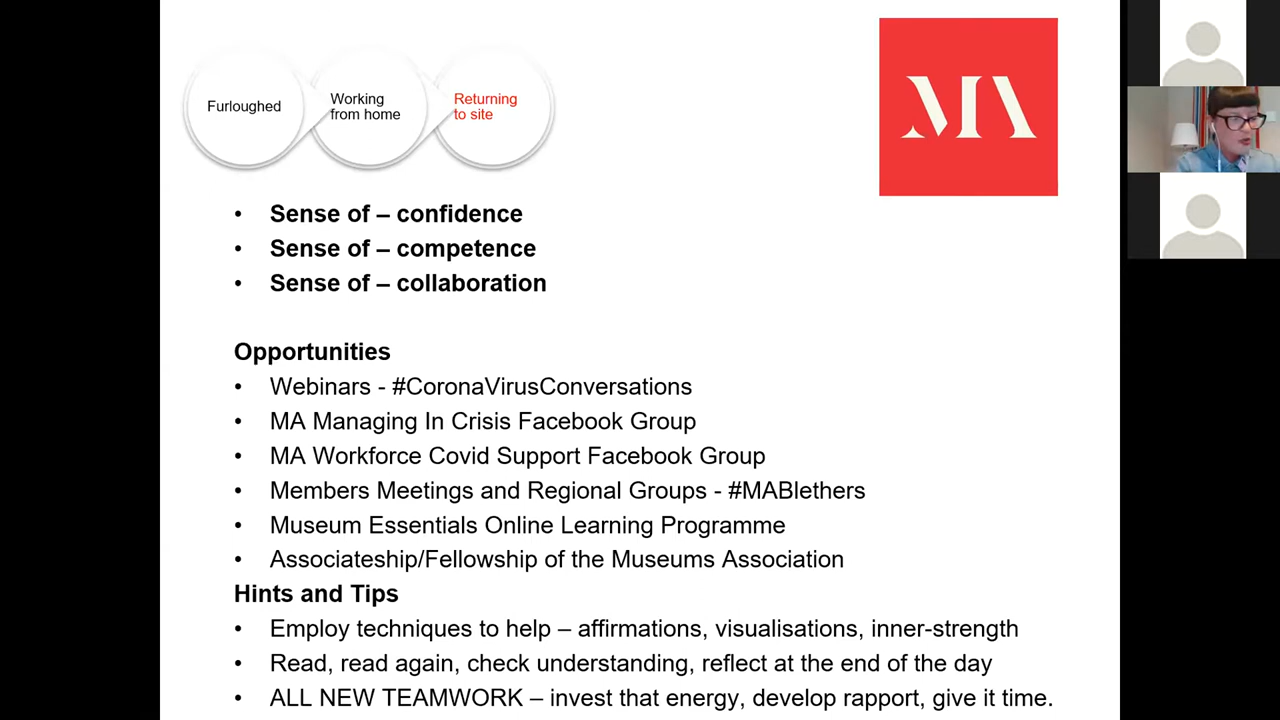 Furloughed
Working
from home
Returning
to site
MA
• Sense of – confidence
• Sense of – competence
• Sense of – collaboration
Opportunities
• Webinars - #CoronaVirusConversations
• MA Managing In Crisis Facebook Group
• MA Workforce Covid Support Facebook Group
• Members Meetings and Regional Groups - #MABlethers
• Museum Essentials Online Learning Programme
• Associateship/Fellowship of the Museums Association
Hints and Tips
• Employ techniques to help – affirmations, visualisations, inner-strength
• Read, read again, check understanding, reflect at the end of the day
• ALL NEW TEAMWORK – invest that energy, develop rapport, give it time.